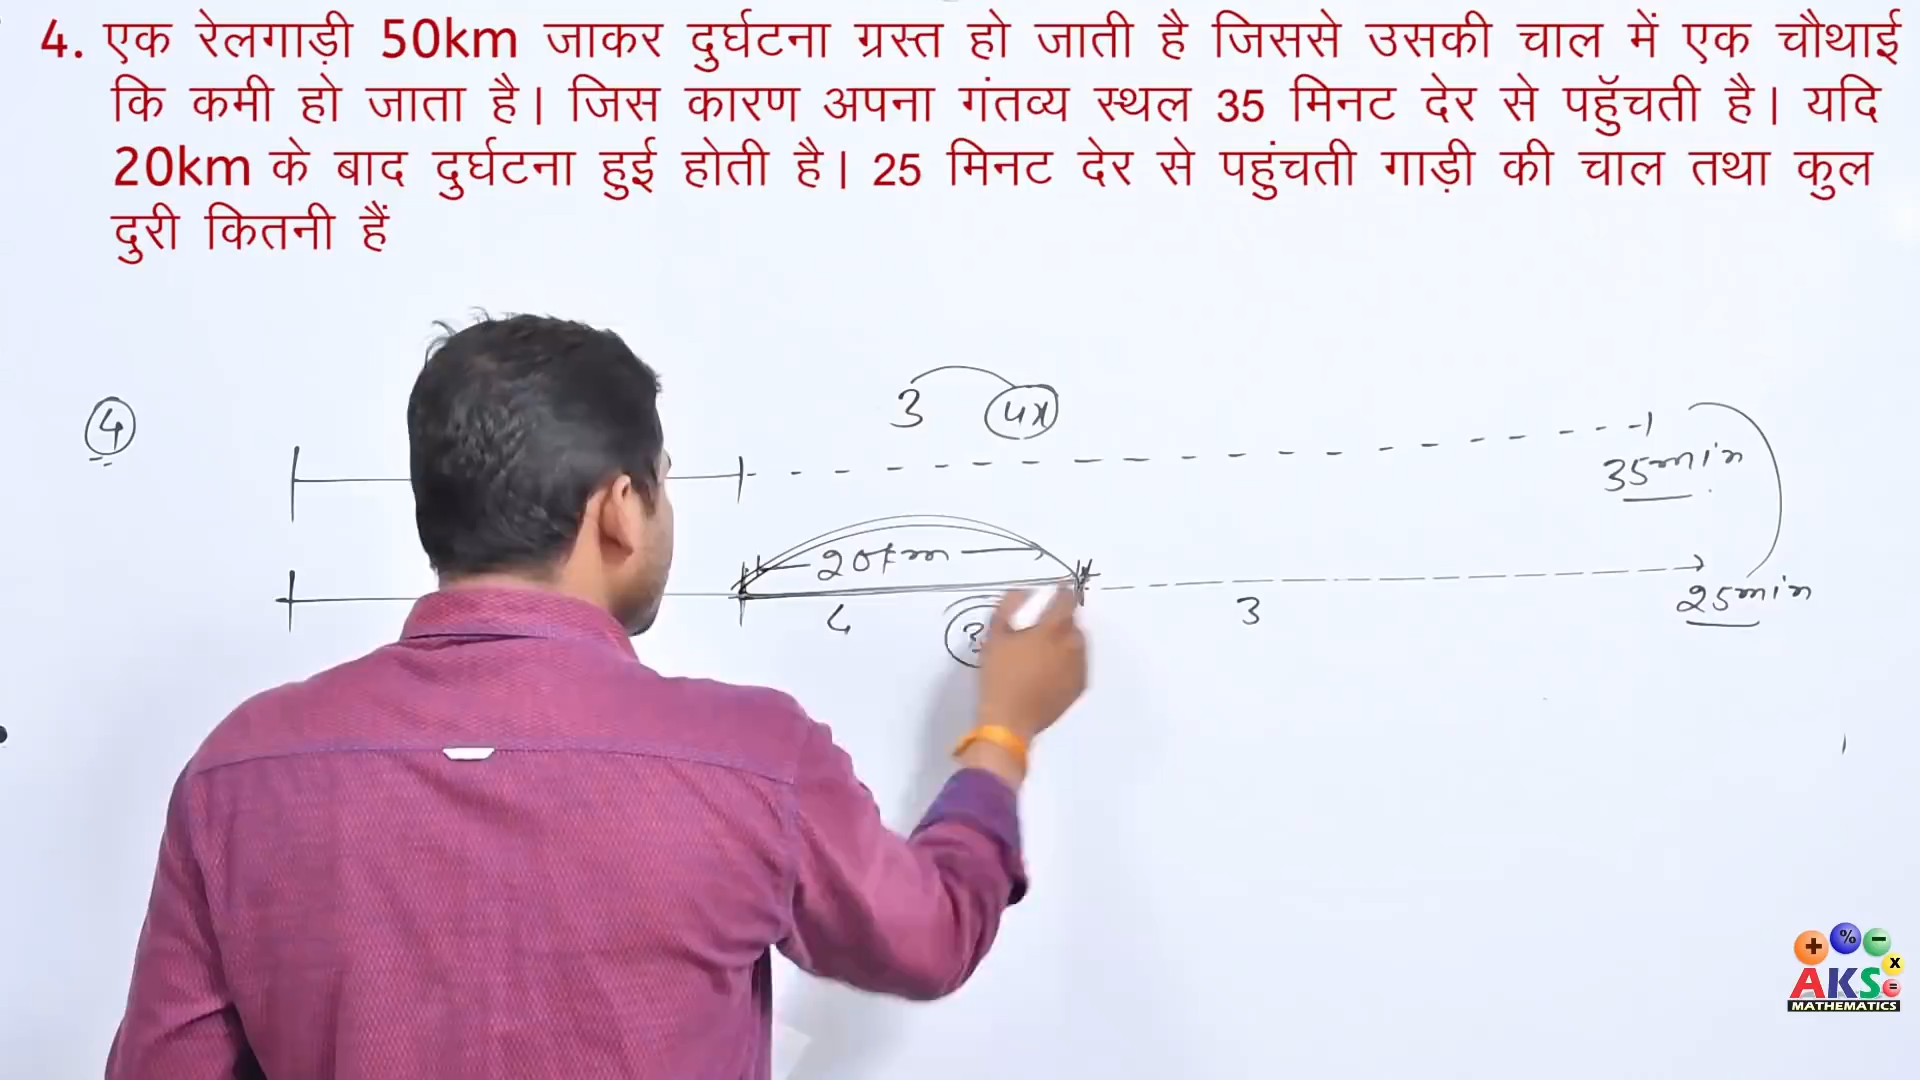 4. एक रेलगाड़ी 50km जाकर दुर्घटना ग्रस्त हो जाती है जिससे उसकी चाल में एक चौथाई
कि कमी हो जाता है। जिस कारण अपना गंतव्य स्थल 35 मिनट देर से पहुँचती है। यदि
20km के बाद दुर्घटना हुई होती है। 25 मिनट देर से पहुंचती गाड़ी की चाल तथा कुल
दुरी कितनी हैं
3 4x
4
35min
20km
25min
4 3
AKS
MATHEMATICS